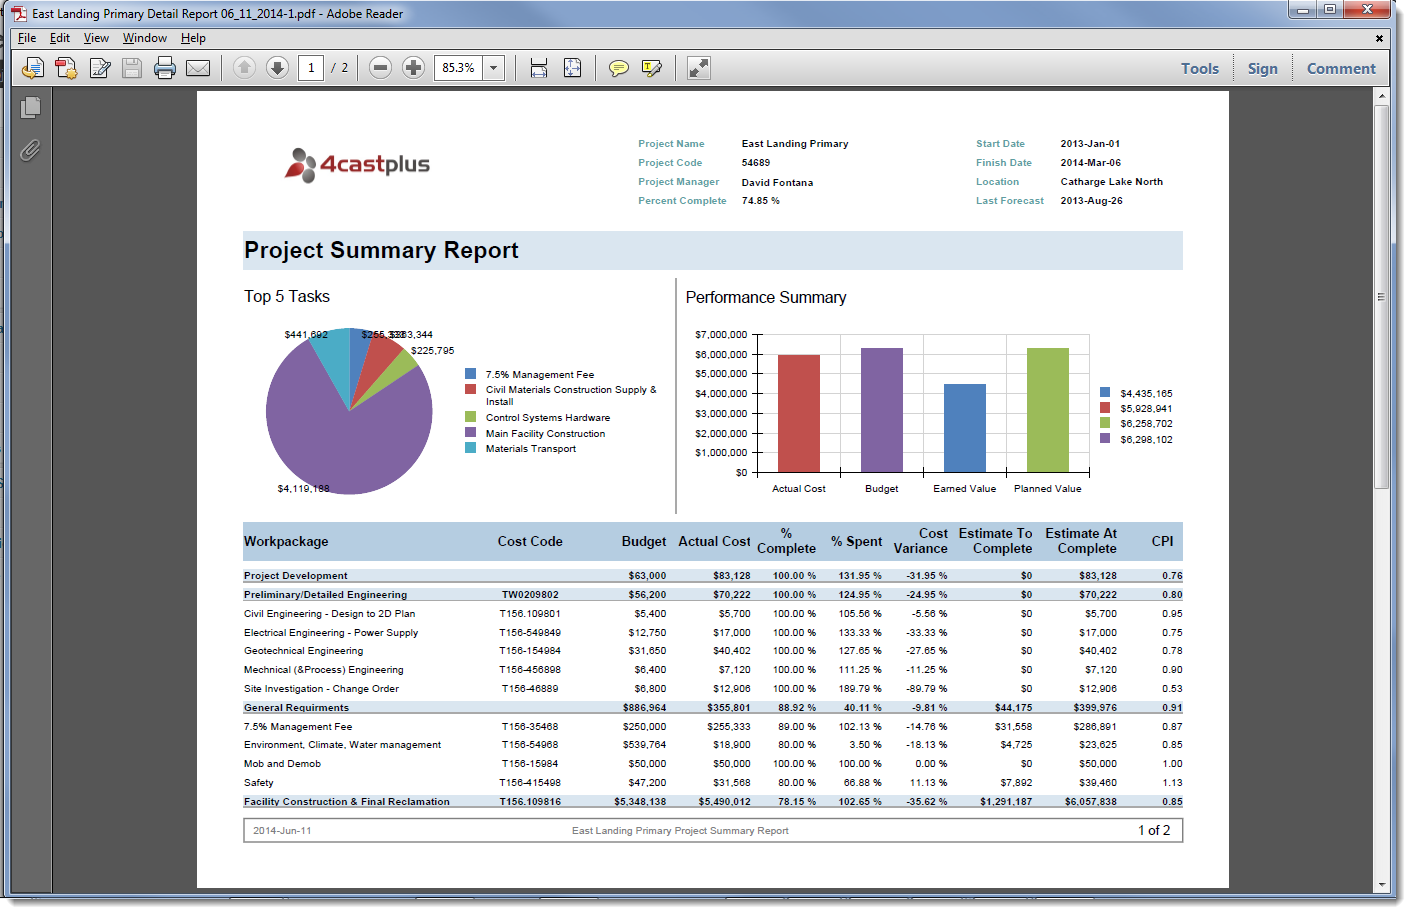 East Landing Primary Detail Report 06_11_2014-1.pdf - Adobe Reader
File Edit View Window Help
1 / 2 85.3% Tools Sign Comment
4castplus
Project Name East Landing Primary Start Date 2013-Jan-01
Project Code 54689 Finish Date 2014-Mar-06
Project Manager David Fontana Location Catharge Lake North
Percent Complete 74.85 % Last Forecast 2013-Aug-26
Project Summary Report
Top 5 Tasks
$441,692
$255,333
$363,344
$225,795
$4,119,188
7.5% Management Fee
Civil Materials Construction Supply &
Install
Control Systems Hardware
Main Facility Construction
Materials Transport
Performance Summary
$7,000,000
$6,000,000
$5,000,000
$4,000,000
$3,000,000
$2,000,000
$1,000,000
$0
Actual Cost Budget Earned Value Planned Value
$4,435,165
$5,928,941
$6,258,702
$6,298,102
Workpackage Cost Code Budget Actual Cost % Complete % Spent Cost Variance Estimate To Complete Estimate At Complete CPI
Project Development $63,000 $83,128 100.00 % 131.95 % -31.95 % $0 $83,128 0.76
Preliminary/Detailed Engineering TW0209802 $56,200 $70,222 100.00 % 124.95 % -24.95 % $0 $70,222 0.80
Civil Engineering - Design to 2D Plan T156.109801 $5,400 $5,700 100.00 % 105.56 % -5.56 % $0 $5,700 0.95
Electrical Engineering - Power Supply T156-549849 $12,750 $17,000 100.00 % 133.33 % -33.33 % $0 $17,000 0.75
Geotechnical Engineering T156-154984 $31,650 $40,402 100.00 % 127.65 % -27.65 % $0 $40,402 0.78
Mechnical (&Process) Engineering T156-456898 $6,400 $7,120 100.00 % 111.25 % -11.25 % $0 $7,120 0.90
Site Investigation - Change Order T156-46889 $6,800 $12,906 100.00 % 189.79 % -89.79 % $0 $12,906 0.53
General Requirments $886,964 $355,801 88.92 % 40.11 % -9.81 % $44,175 $399,976 0.91
7.5% Management Fee T156-35468 $250,000 $255,333 89.00 % 102.13 % -14.76 % $31,558 $286,891 0.87
Environment, Climate, Water management T156-54968 $539,764 $18,900 80.00 % 3.50 % -18.13 % $4,725 $23,625 0.85
Mob and Demob T156-15984 $50,000 $50,000 100.00 % 100.00 % 0.00 % $0 $50,000 1.00
Safety T156-415498 $47,200 $31,568 80.00 % 66.88 % 11.13 % $7,892 $39,460 1.13
Facility Construction & Final Reclamation T156.109816 $5,348,138 $5,490,012 78.15 % 102.65 % -35.62 % $1,291,187 $6,057,838 0.85
2014-Jun-11 East Landing Primary Project Summary Report 1 of 2